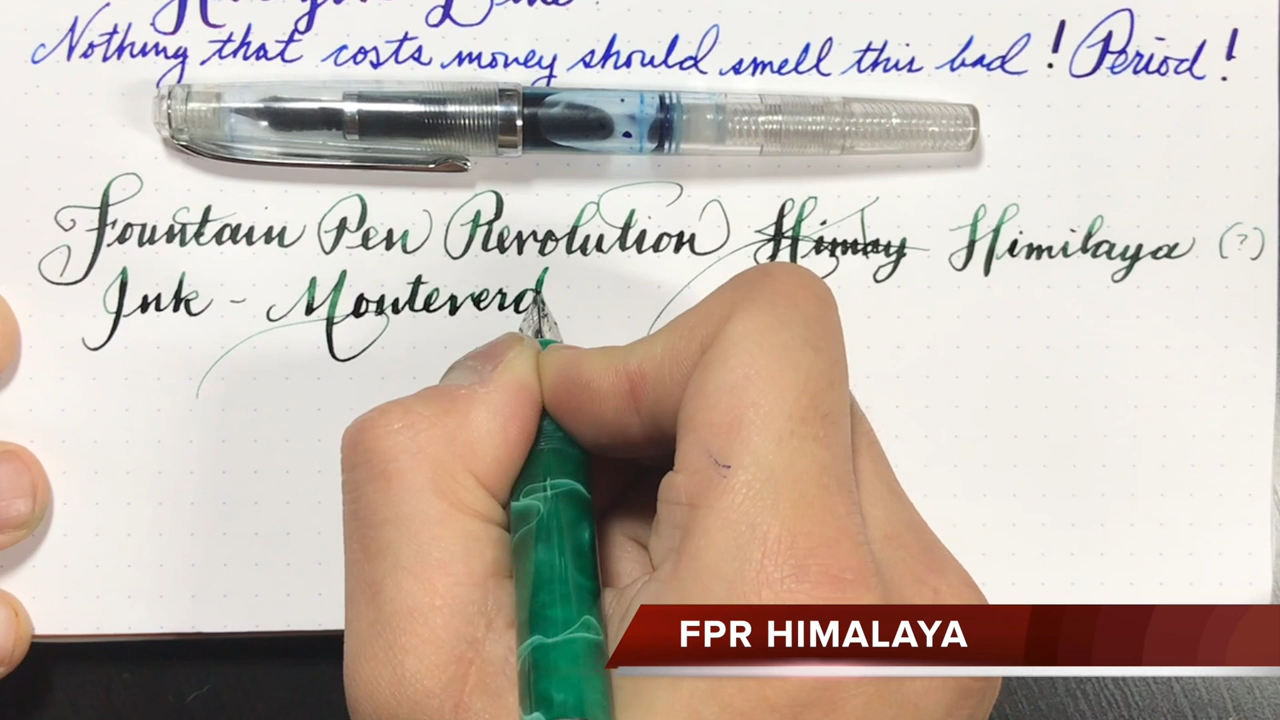 Nothing that costs money should smell this bad! Period!
Fountain Pen Revolution Himay Himilaya (?)
Ink - Monteverd
FPR HIMALAYA